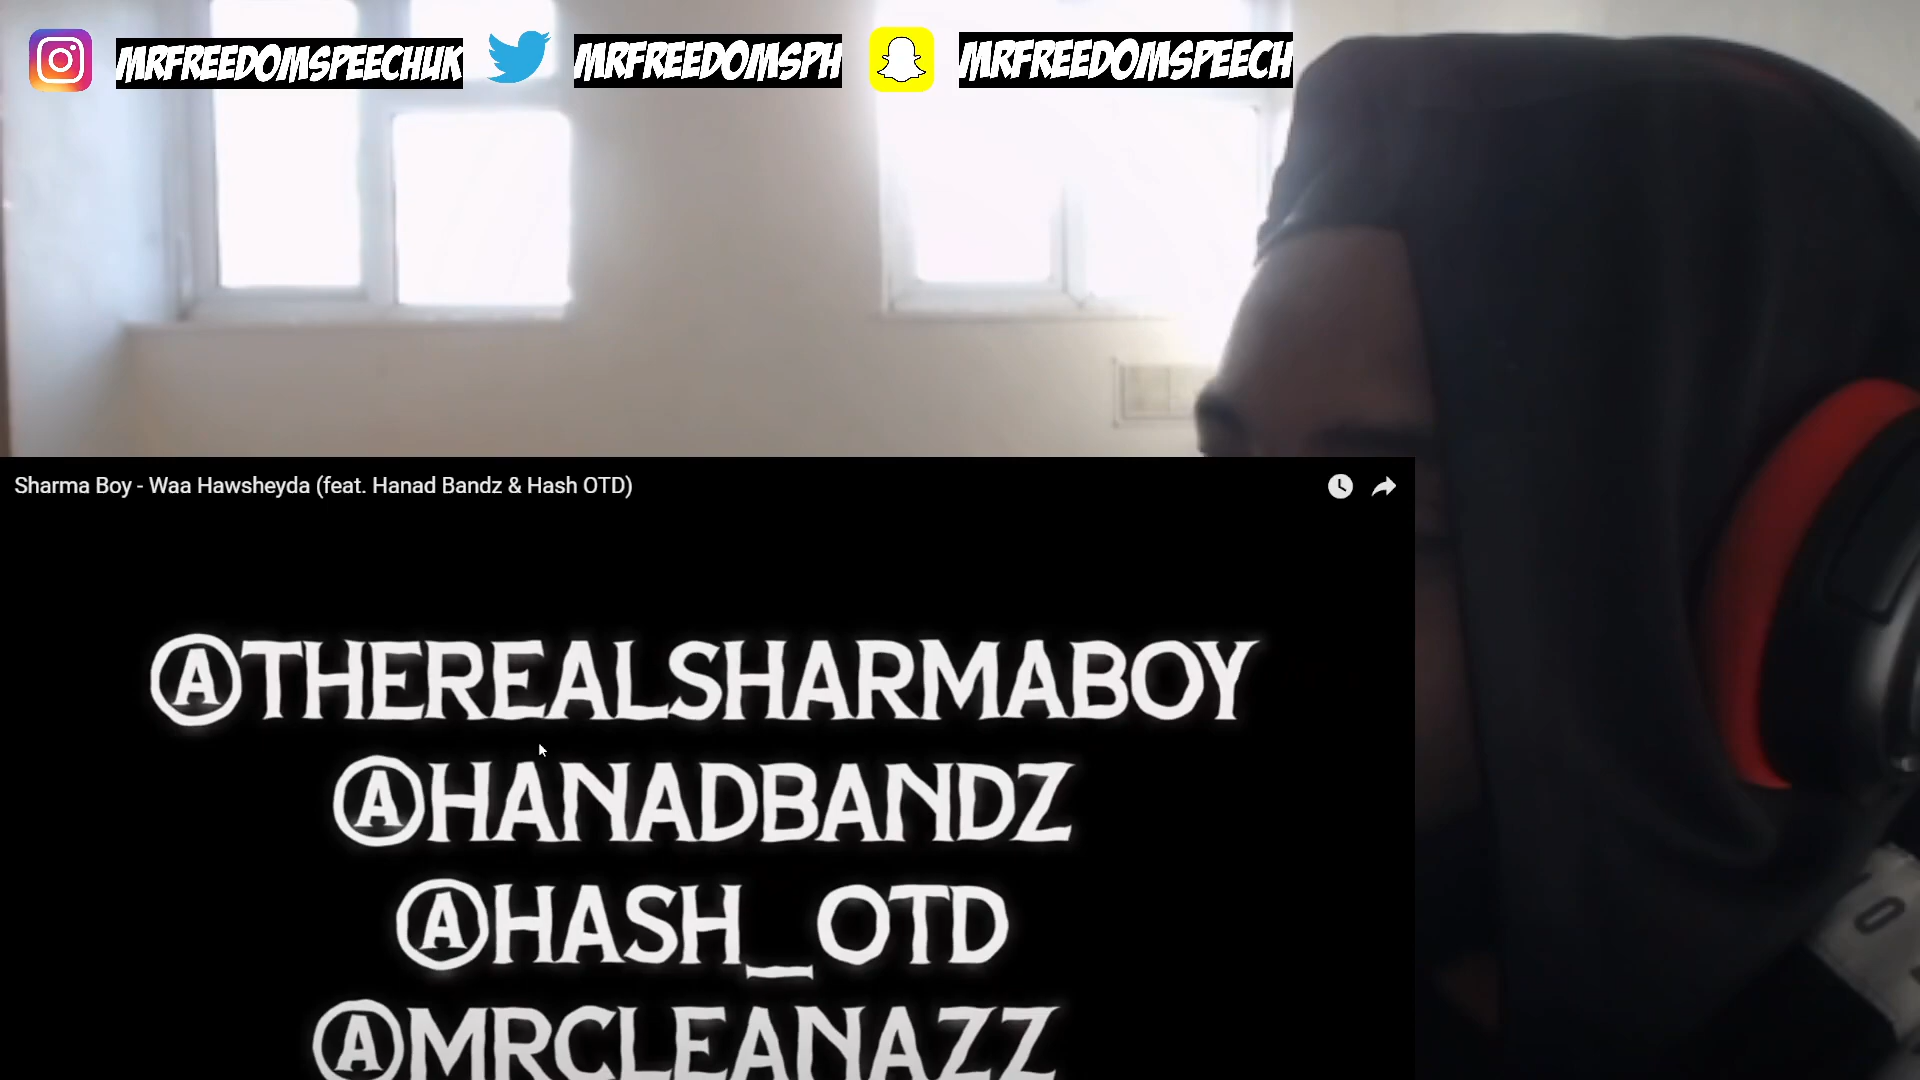 MRFREEDOMSPEECHUK MRFREEDOMSPH MRFREEDOMSPEECH
Sharma Boy - Waa Hawsheyda (feat. Hanad Bandz & Hash OTD)
@THEREALSHARMABOY
@HANADBANDZ
@HASH_OTD
@MRCLEANAZZ